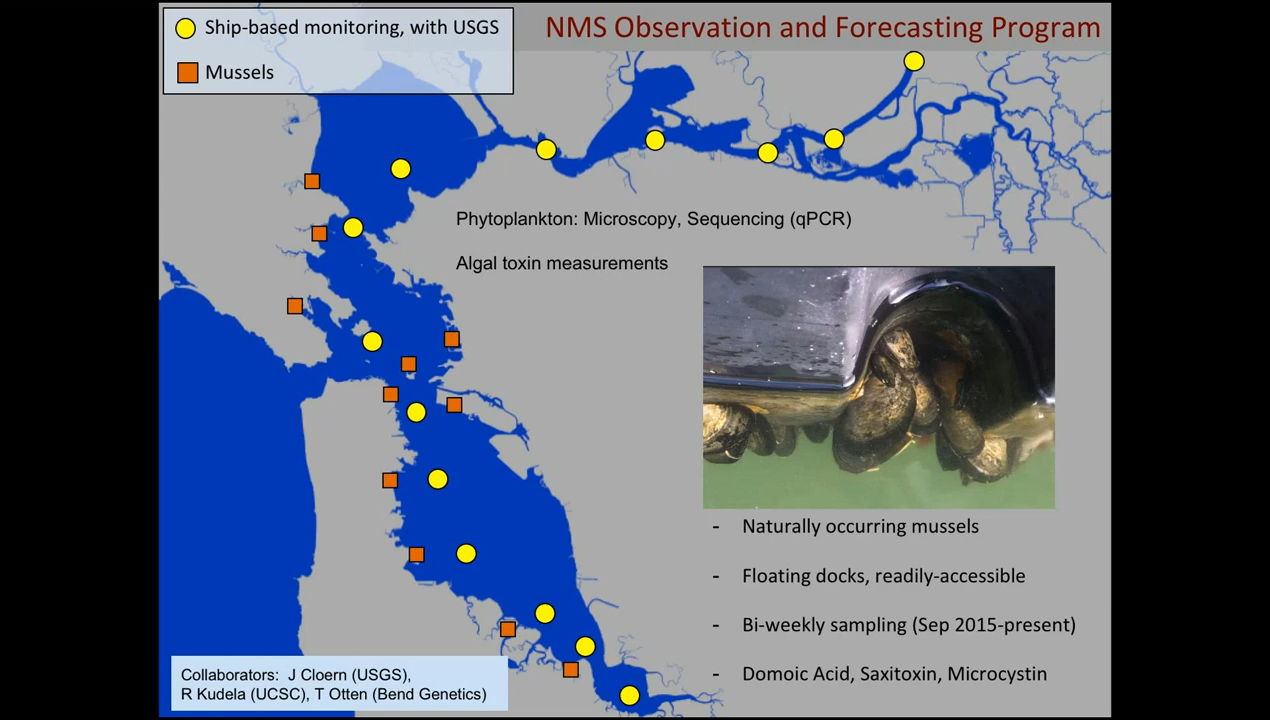 NMS Observation and Forecasting Program
Ship-based monitoring, with USGS
Mussels
Phytoplankton: Microscopy, Sequencing (qPCR)
Algal toxin measurements
- Naturally occurring mussels
- Floating docks, readily-accessible
- Bi-weekly sampling (Sep 2015-present)
- Domoic Acid, Saxitoxin, Microcystin
Collaborators: J Cloern (USGS),
R Kudela (UCSC), T Otten (Bend Genetics)